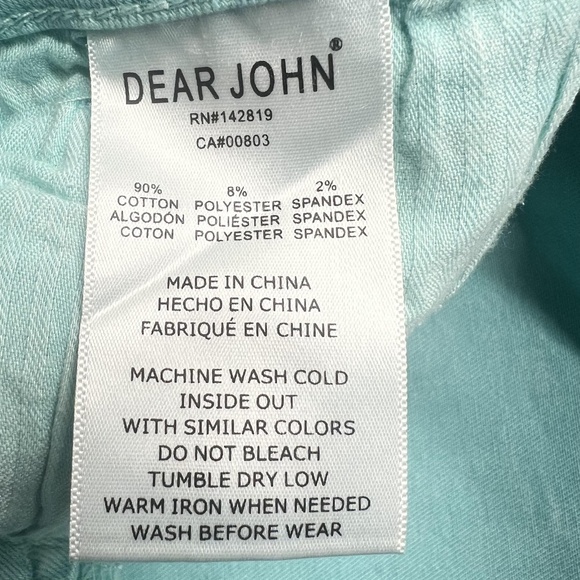 DEAR JOHN®
RN#142819
CA#00803
90% 8% 2%
COTTON POLYESTER SPANDEX
ALGODÓN POLIÉSTER SPANDEX
COTON POLYESTER SPANDEX
MADE IN CHINA
HECHO EN CHINA
FABRIQUÉ EN CHINE
MACHINE WASH COLD
INSIDE OUT
WITH SIMILAR COLORS
DO NOT BLEACH
TUMBLE DRY LOW
WARM IRON WHEN NEEDED
WASH BEFORE WEAR